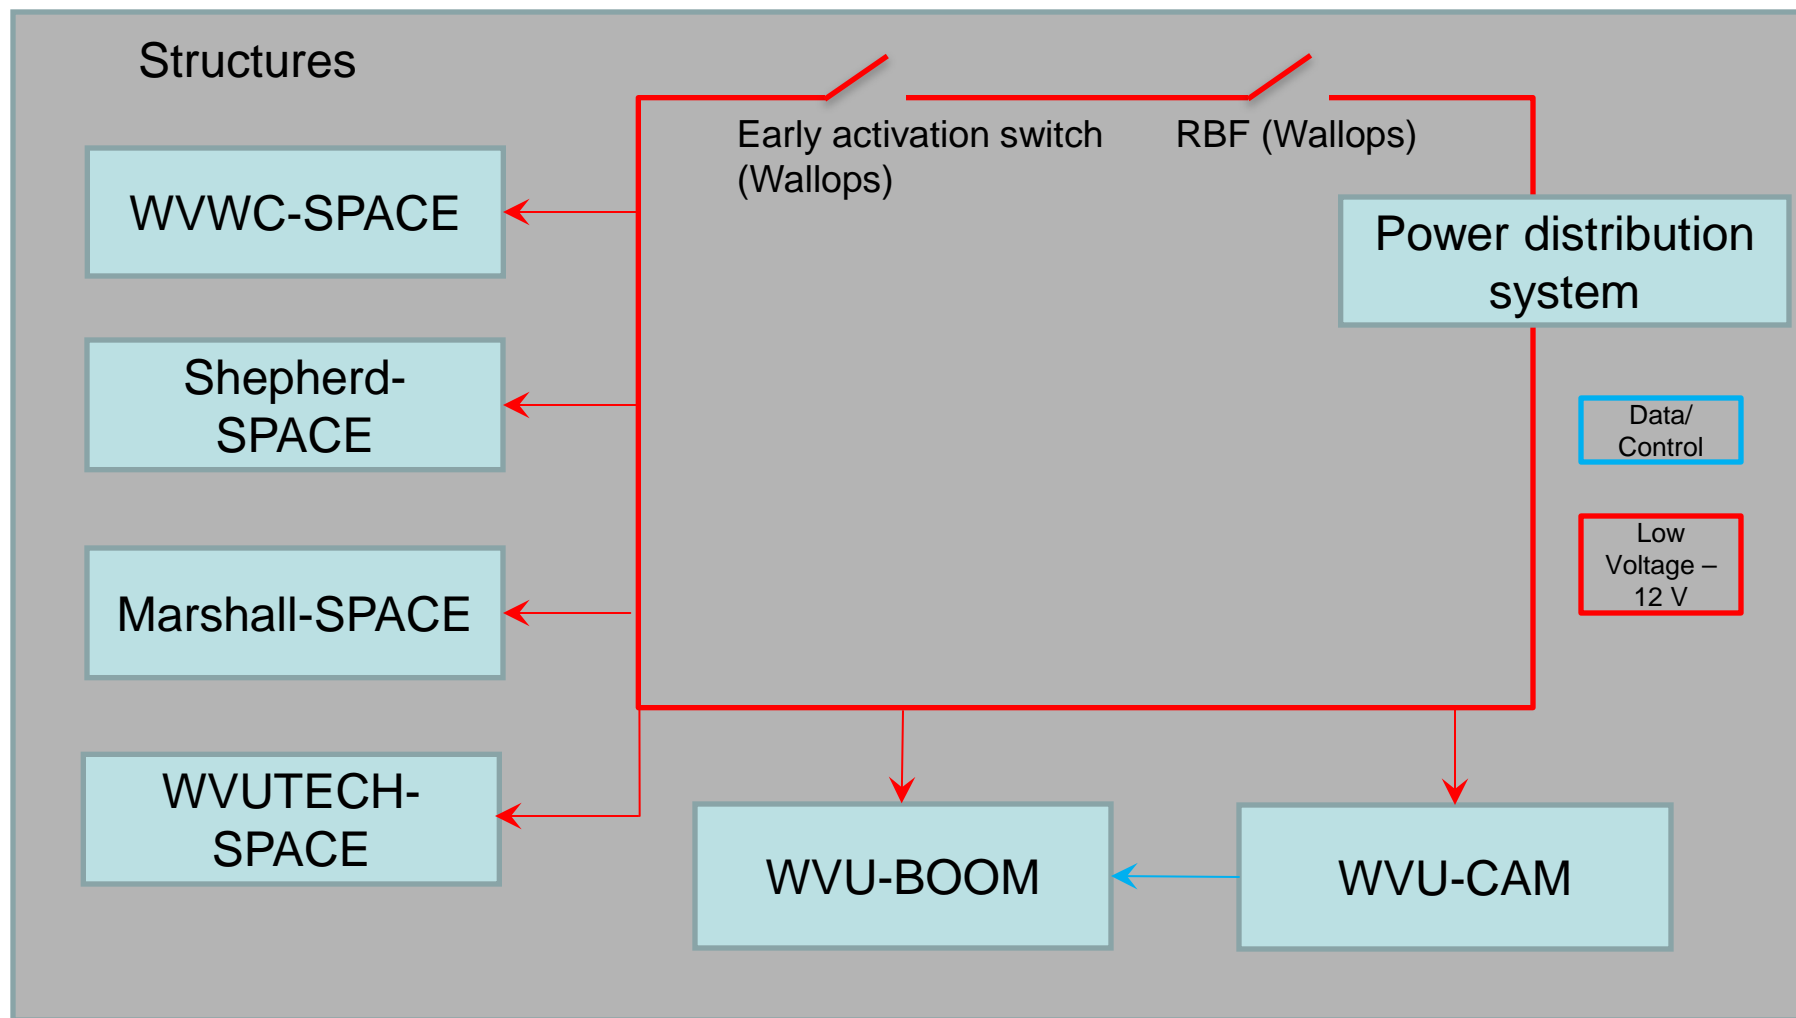 Structures
Early activation switch
(Wallops)
RBF (Wallops)
WVWC-SPACE
Power distribution
system
Shepherd-
SPACE
Data/
Control
Low
Voltage –
12 V
Marshall-SPACE
WVUTECH-
SPACE
WVU-BOOM
WVU-CAM